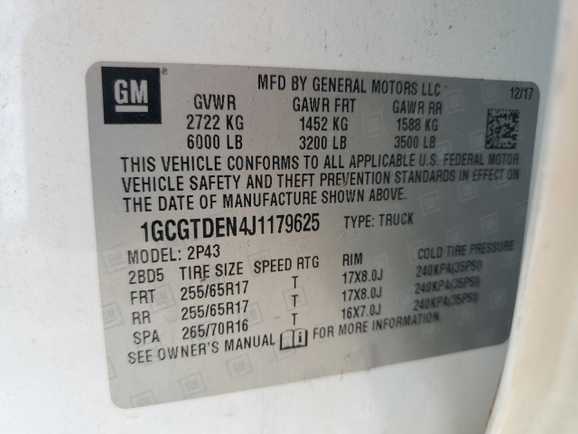 GM
MFD BY GENERAL MOTORS LLC
12/17
GVWR GAWR FRT GAWR RR
2722 KG 1452 KG 1588 KG
6000 LB 3200 LB 3500 LB
THIS VEHICLE CONFORMS TO ALL APPLICABLE U.S. FEDERAL MOTOR
VEHICLE SAFETY AND THEFT PREVENTION STANDARDS IN EFFECT ON
THE DATE OF MANUFACTURE SHOWN ABOVE.
1GCGTDEN4J1179625 TYPE: TRUCK
MODEL: 2P43
2BD5 TIRE SIZE SPEED RTG RIM COLD TIRE PRESSURE
FRT 255/65R17 T 17X8.0J 240KPA(35PSI)
RR 255/65R17 T 17X8.0J 240KPA(35PSI)
SPA 265/70R16 T 16X7.0J 240KPA(35PSI)
SEE OWNER'S MANUAL FOR MORE INFORMATION.